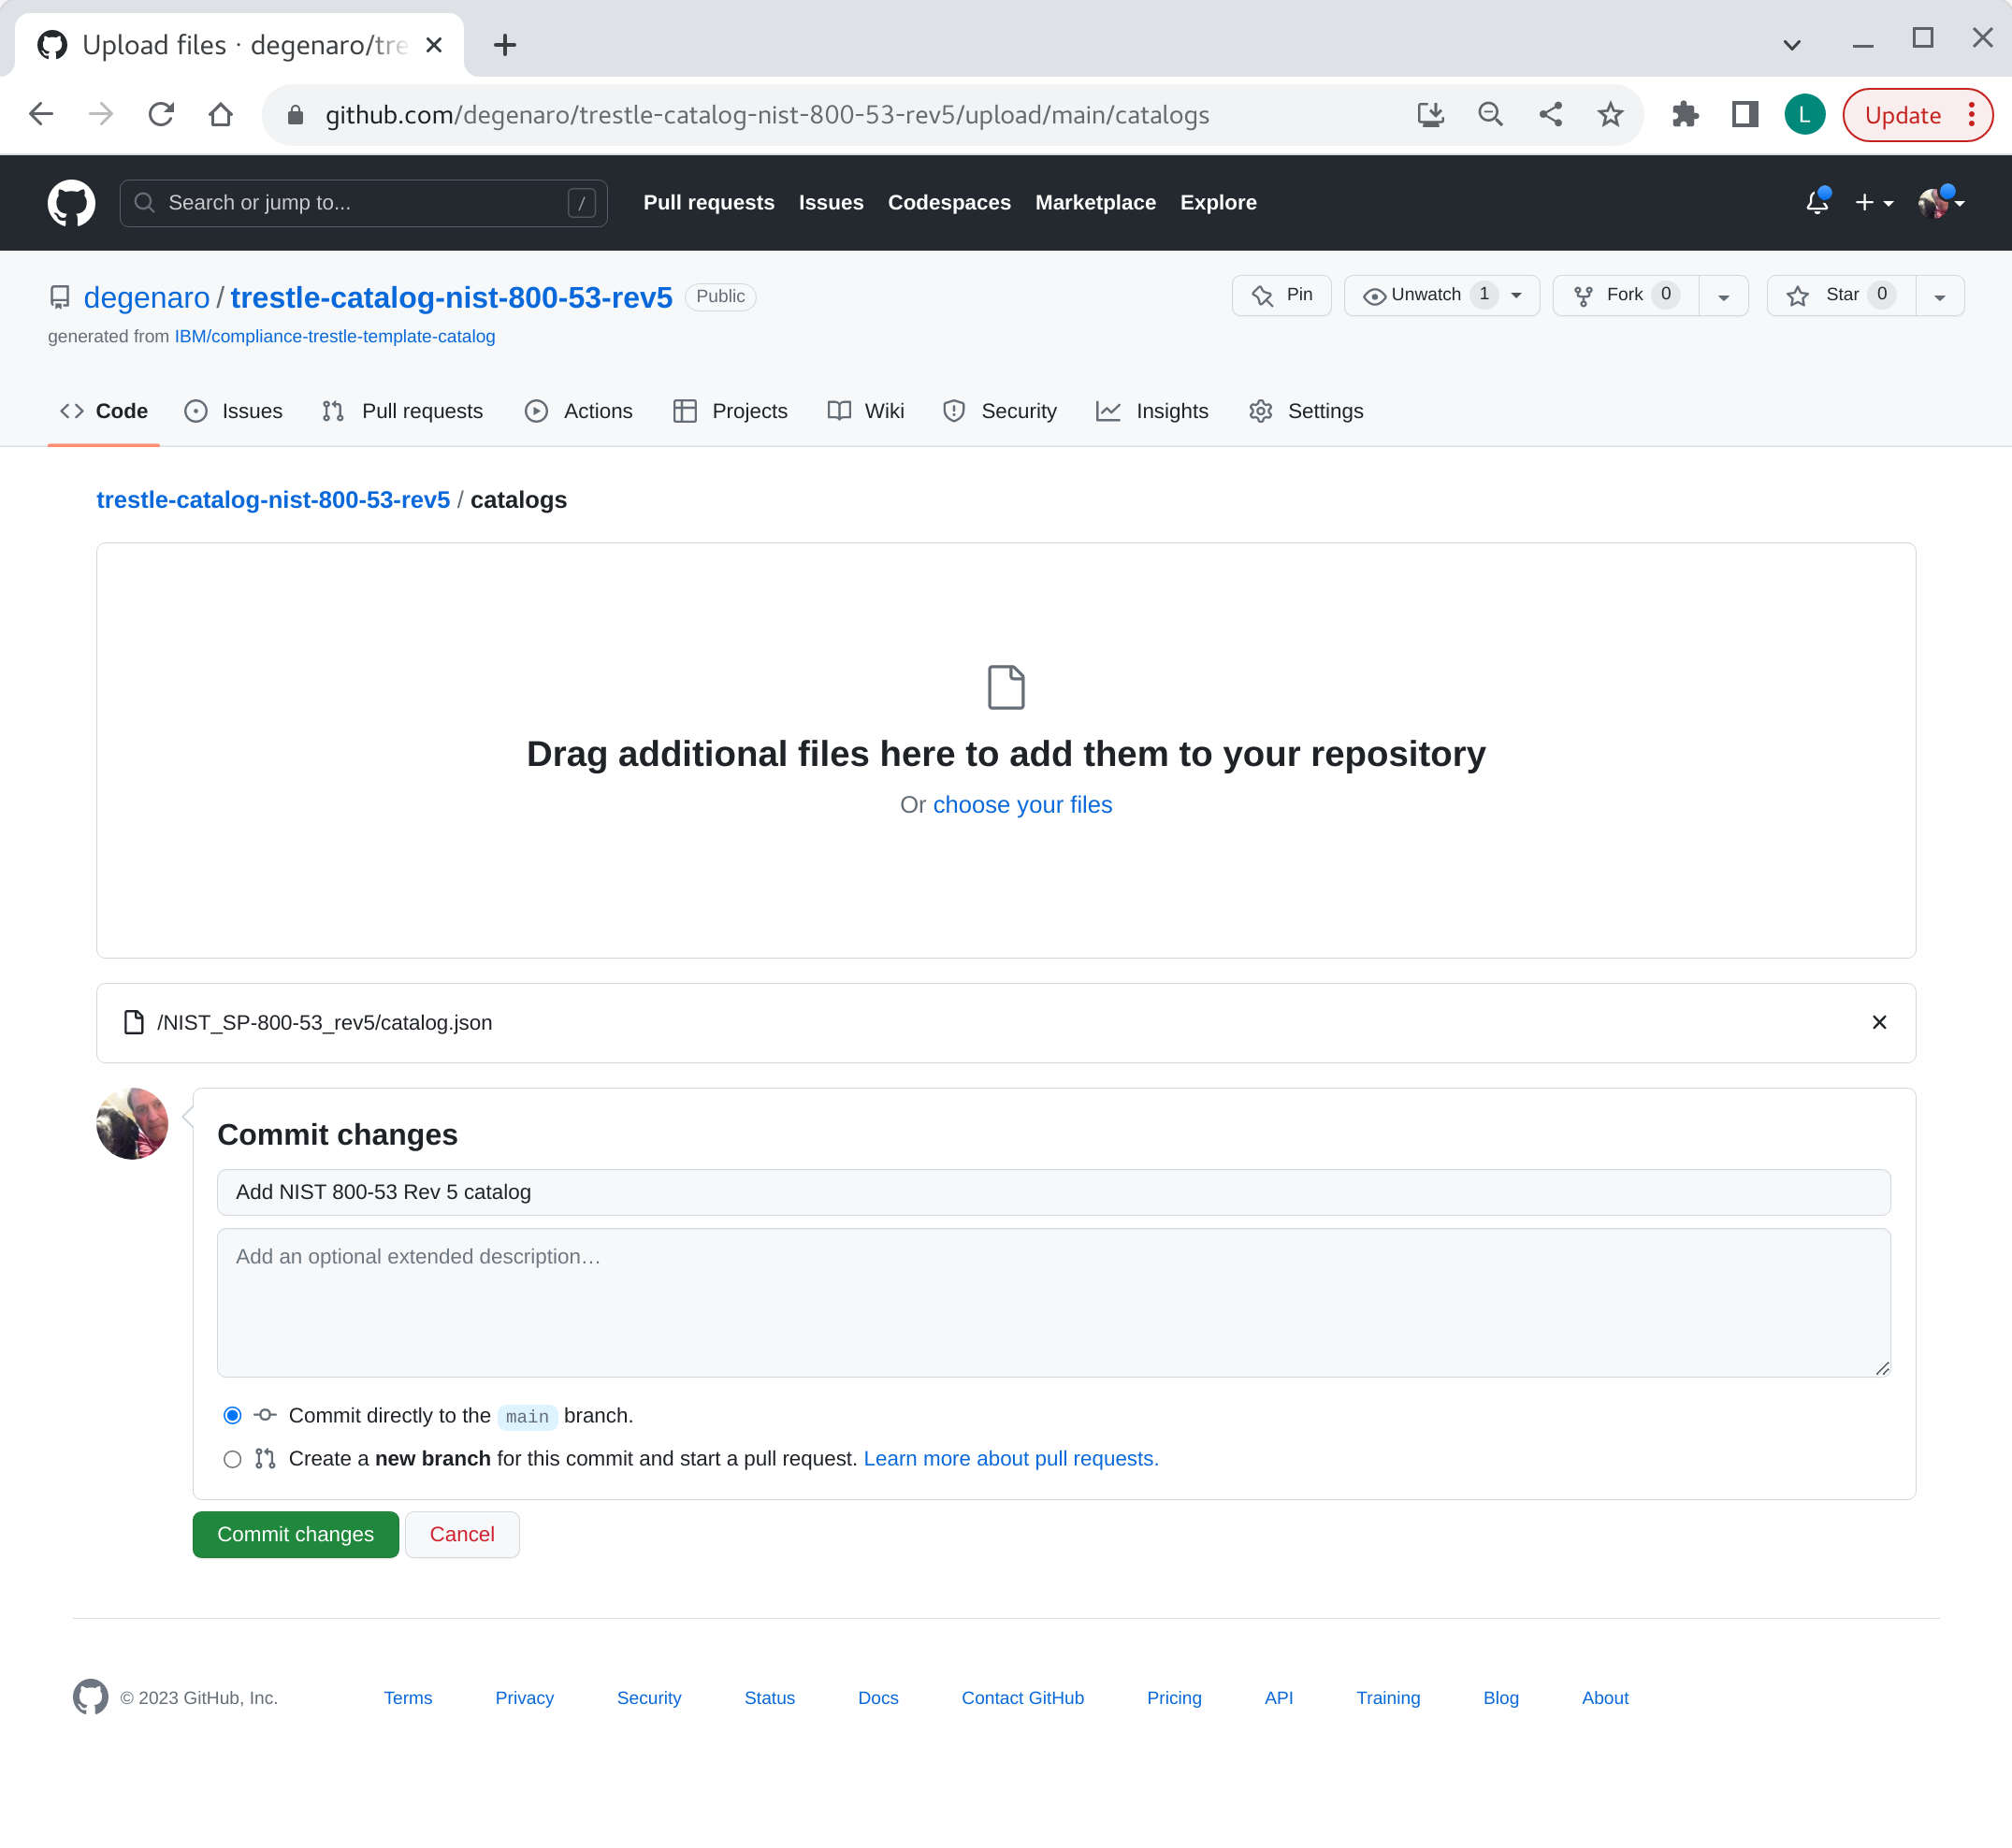 Upload files · degenaro/tre
github.com/degenaro/trestle-catalog-nist-800-53-rev5/upload/main/catalogs
L
Update
Search or jump to...
/
Pull requests
Issues
Codespaces
Marketplace
Explore
degenaro / trestle-catalog-nist-800-53-rev5 Public
Pin
Unwatch 1
Fork 0
Star 0
generated from IBM/compliance-trestle-template-catalog
Code
Issues
Pull requests
Actions
Projects
Wiki
Security
Insights
Settings
trestle-catalog-nist-800-53-rev5 / catalogs
Drag additional files here to add them to your repository
Or choose your files
/NIST_SP-800-53_rev5/catalog.json
Commit changes
Add NIST 800-53 Rev 5 catalog
Add an optional extended description…
Commit directly to the main branch.
Create a new branch for this commit and start a pull request. Learn more about pull requests.
Commit changes
Cancel
© 2023 GitHub, Inc.
Terms
Privacy
Security
Status
Docs
Contact GitHub
Pricing
API
Training
Blog
About